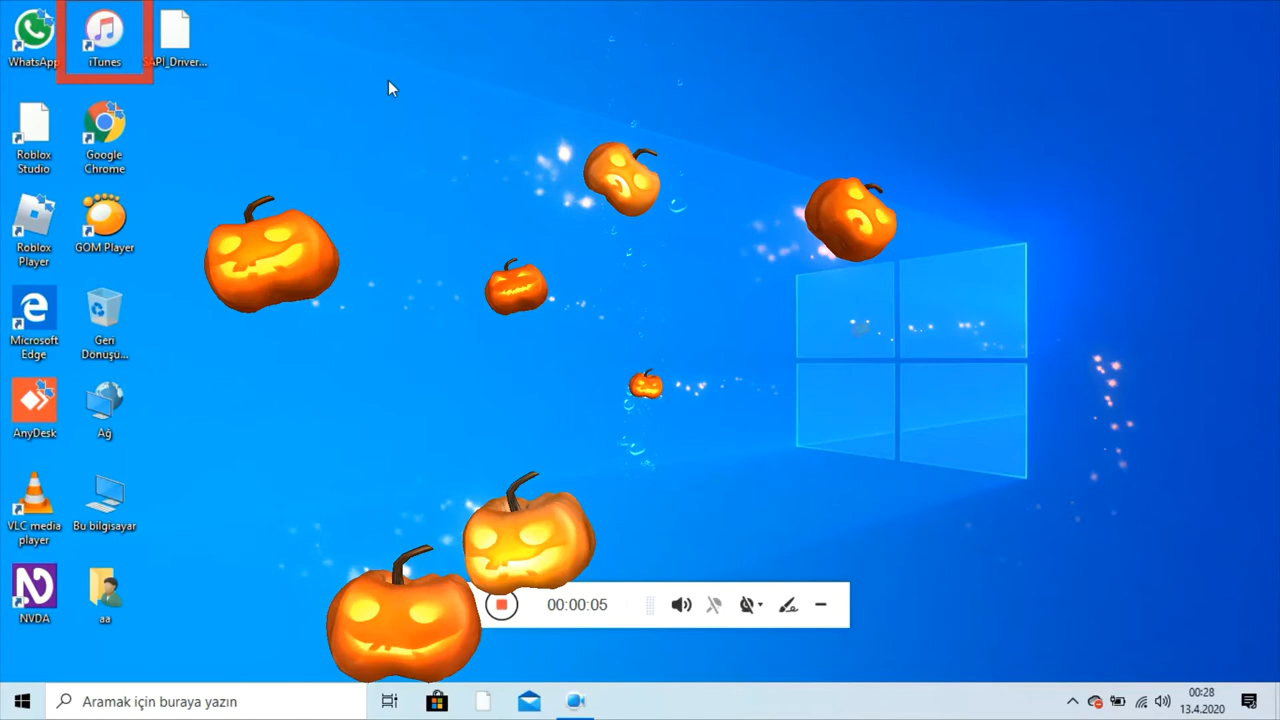 WhatsApp
iTunes
SAPI_Driver...
Roblox
Studio
Google
Chrome
Roblox
Player
GOM Player
Microsoft
Edge
Geri
Dönüşü...
AnyDesk
Ağ
VLC media
player
Bu bilgisayar
NVDA
aa
00:00:05
Aramak için buraya yazın
00:28
13.4.2020